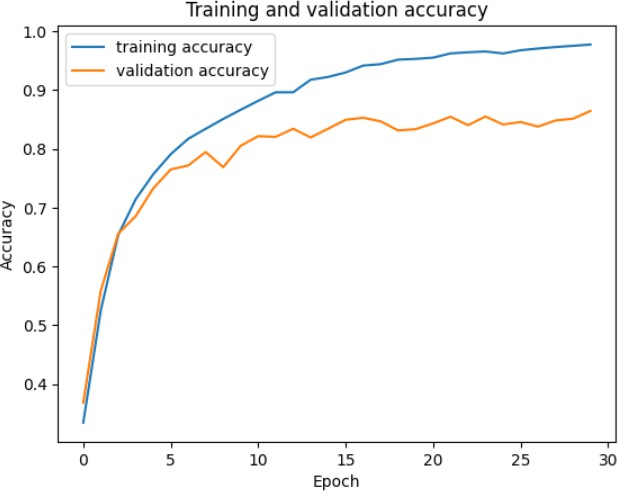 Training and validation accuracy
training accuracy
validation accuracy
1.0
0.9
0.8
0.7
0.6
0.5
0.4
Accuracy
0 5 10 15 20 25 30
Epoch